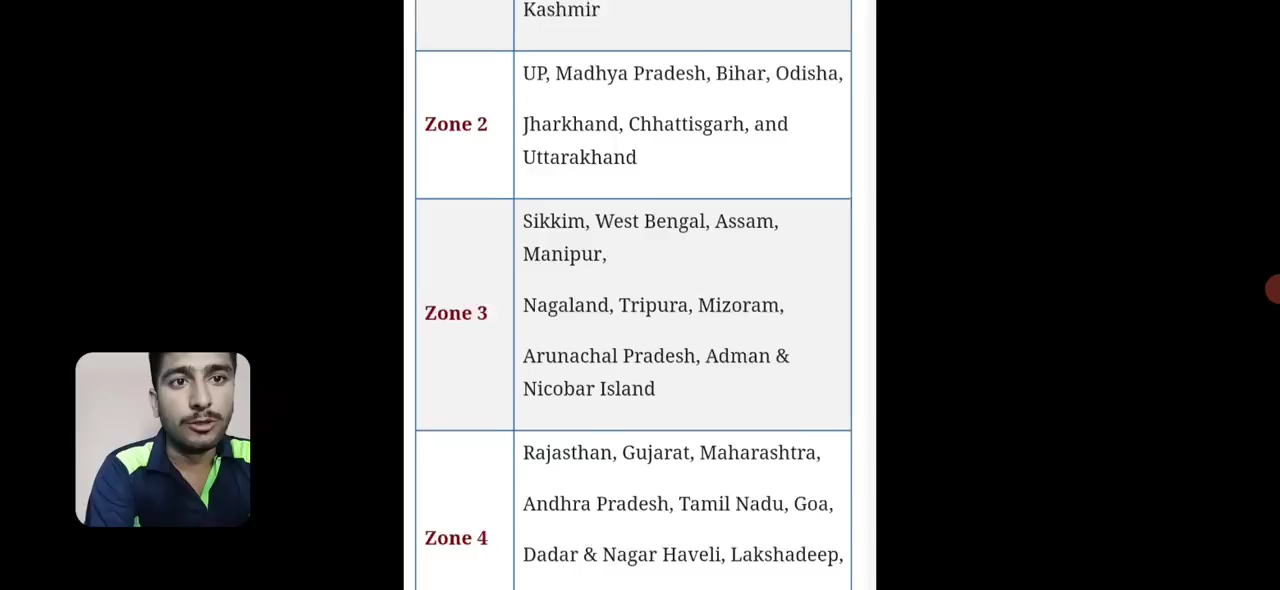 Kashmir
UP, Madhya Pradesh, Bihar, Odisha,
Zone 2
Jharkhand, Chhattisgarh, and
Uttarakhand
Sikkim, West Bengal, Assam,
Manipur,
Nagaland, Tripura, Mizoram,
Zone 3
Arunachal Pradesh, Adman &
Nicobar Island
Rajasthan, Gujarat, Maharashtra,
Andhra Pradesh, Tamil Nadu, Goa,
Zone 4
Dadar & Nagar Haveli, Lakshadeep,